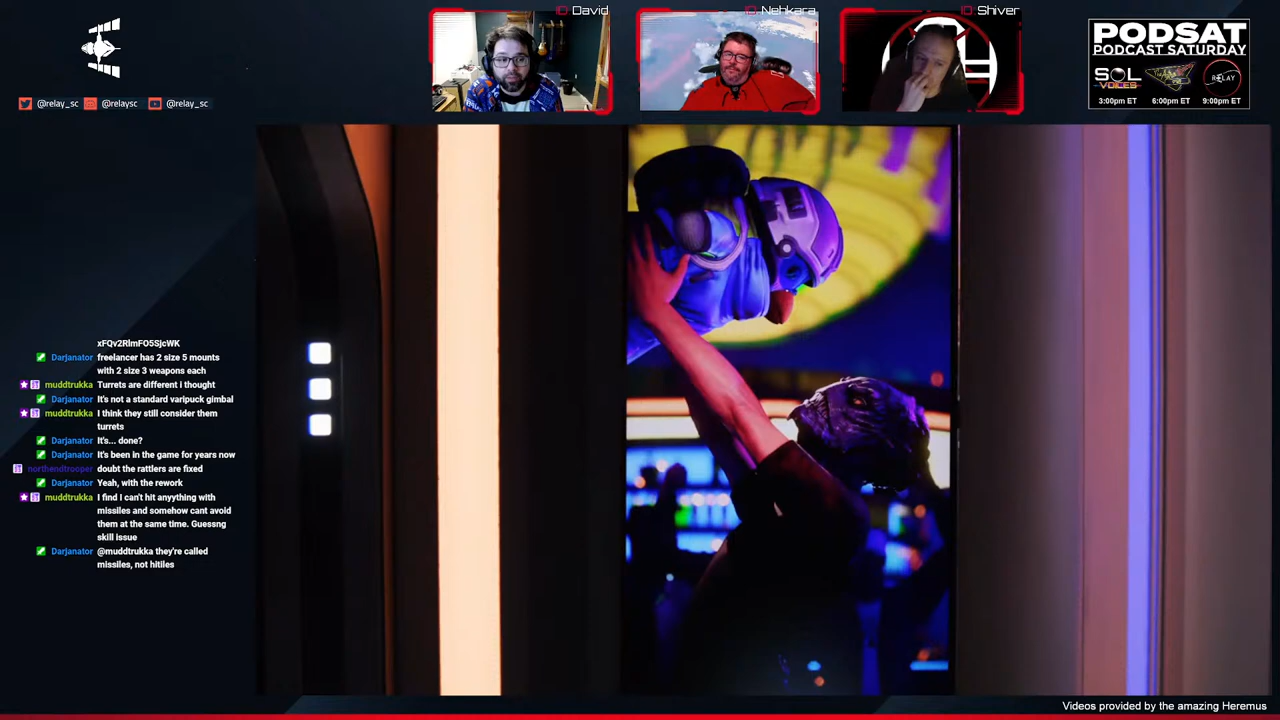 David
Nehkara
Shiver
PODSAT
PODCAST SATURDAY
SOL
VOICES
RELAY
3:00pm ET
6:00pm ET
9:00pm ET
@relay_sc
@relaysc
@relay_sc
xFQv2RlmFO5SjcWK
Darjanator freelancer has 2 size 5 mounts
with 2 size 3 weapons each
muddtrukka Turrets are different i thought
Darjanator It's not a standard varipuck gimbal
muddtrukka I think they still consider them
turrets
Darjanator It's... done?
Darjanator It's been in the game for years now
northendtrooper doubt the rattlers are fixed
Darjanator Yeah, with the rework
muddtrukka I find I can't hit anyything with
missiles and somehow cant avoid
them at the same time. Guessng
skill issue
Darjanator @muddtrukka they're called
missiles, not hitiles
Videos provided by the amazing Heremus